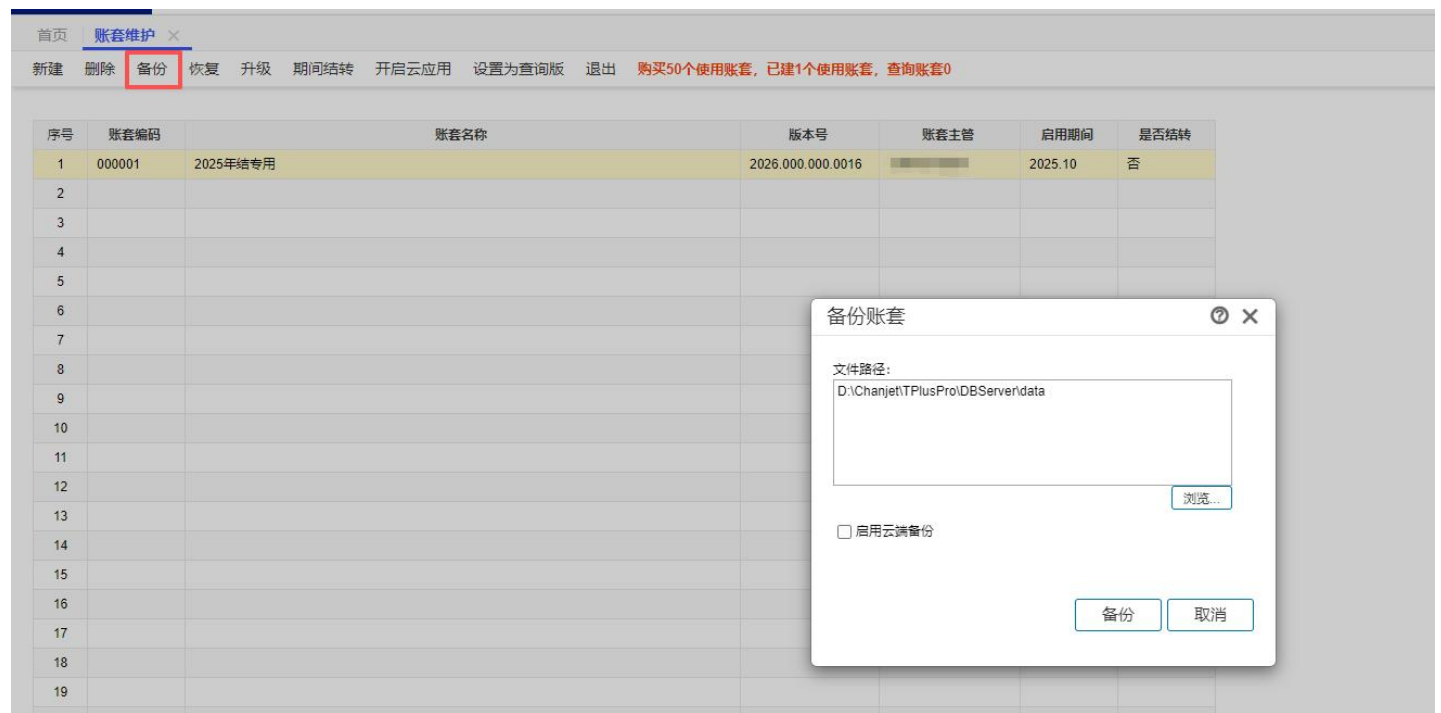 首页 账套维护 ×
新建 删除 备份 恢复 升级 期间结转 开启云应用 设置为查询版 退出 购买50个使用账套，已建1个使用账套，查询账套0
序号 账套编码 账套名称 版本号 账套主管 启用期间 是否结转
1 000001 2025年结专用 2026.000.000.0016 2025.10 否
2
3
4
5
6
7
8
9
10
11
12
13
14
15
16
17
18
19
备份账套
文件路径：
D:\Chanjet\TPlusPro\DBServer\data
浏览...
启用云端备份
备份 取消